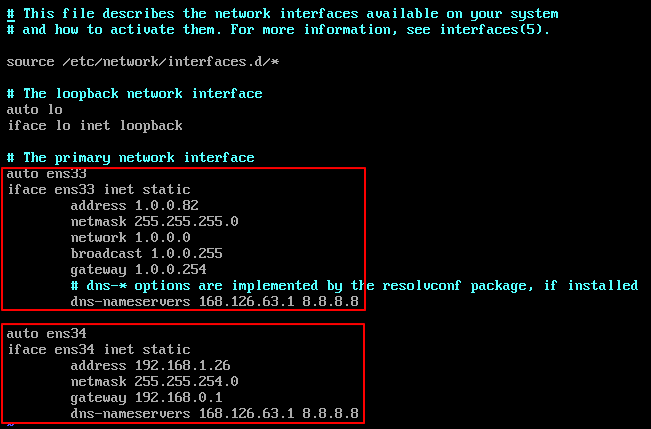 # This file describes the network interfaces available on your system
# and how to activate them. For more information, see interfaces(5).
source /etc/network/interfaces.d/*
# The loopback network interface
auto lo
iface lo inet loopback
# The primary network interface
auto ens33
iface ens33 inet static
address 1.0.0.82
netmask 255.255.255.0
network 1.0.0.0
broadcast 1.0.0.255
gateway 1.0.0.254
# dns-* options are implemented by the resolvconf package, if installed
dns-nameservers 168.126.63.1 8.8.8.8
auto ens34
iface ens34 inet static
address 192.168.1.26
netmask 255.255.254.0
gateway 192.168.0.1
dns-nameservers 168.126.63.1 8.8.8.8
~